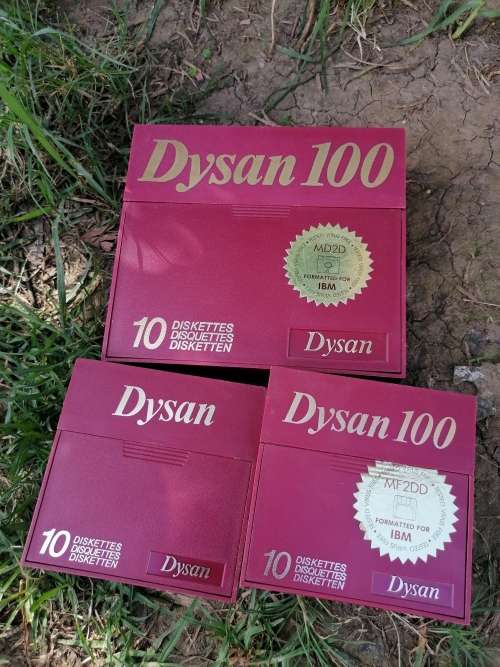 Dysan 100
MD2D
FORMATTED FOR
IBM
10 DISKETTES
DISQUETTES
DISKETTEN
Dysan
Dysan
10 DISKETTES
DISQUETTES
DISKETTEN
Dysan
Dysan 100
MF2DD
FORMATTED FOR
IBM
10 DISKETTES
DISQUETTES
DISKETTEN
Dysan